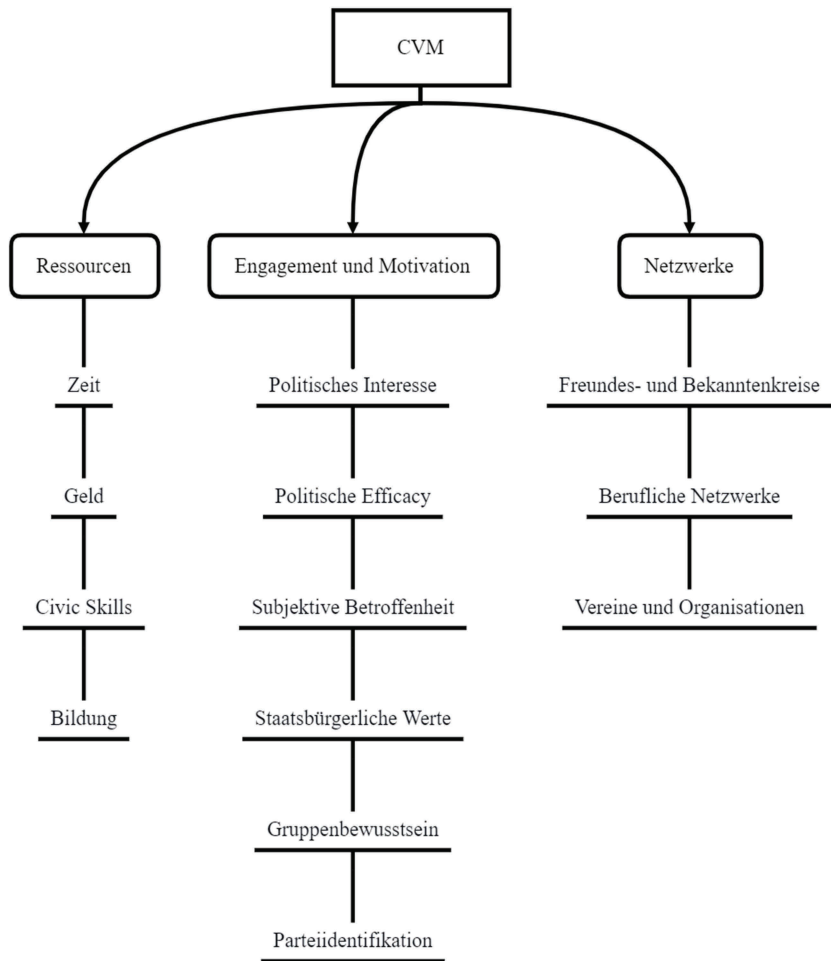 CVM
Ressourcen
Engagement und Motivation
Netzwerke
Zeit
Politisches Interesse
Freundes- und Bekanntenkreise
Geld
Politische Efficacy
Berufliche Netzwerke
Civic Skills
Subjektive Betroffenheit
Vereine und Organisationen
Bildung
Staatsbürgerliche Werte
Gruppenbewusstsein
Parteiidentifikation